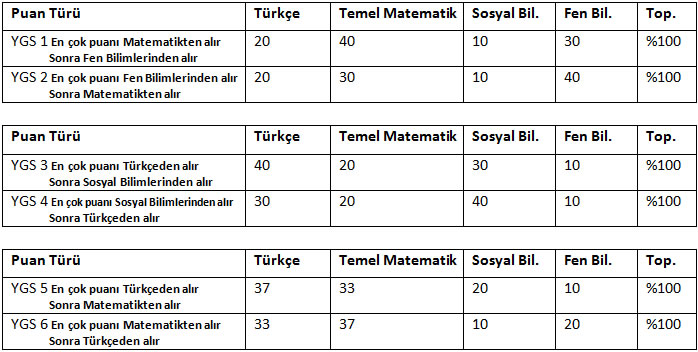 Puan Türü Türkçe Temel Matematik Sosyal Bil. Fen Bil. Top.
YGS 1 En çok puanı Matematikten alır 20 40 10 30 %100
Sonra Fen Bilimlerinden alır
YGS 2 En çok puanı Fen Bilimlerinden alır 20 30 10 40 %100
Sonra Matematikten alır
Puan Türü Türkçe Temel Matematik Sosyal Bil. Fen Bil. Top.
YGS 3 En çok puanı Türkçeden alır 40 20 30 10 %100
Sonra Sosyal Bilimlerinden alır
YGS 4 En çok puanı Sosyal Bilimlerinden alır 30 20 40 10 %100
Sonra Türkçeden alır
Puan Türü Türkçe Temel Matematik Sosyal Bil. Fen Bil. Top.
YGS 5 En çok puanı Türkçeden alır 37 33 20 10 %100
Sonra Matematikten alır
YGS 6 En çok puanı Matematikten alır 33 37 10 20 %100
Sonra Türkçeden alır